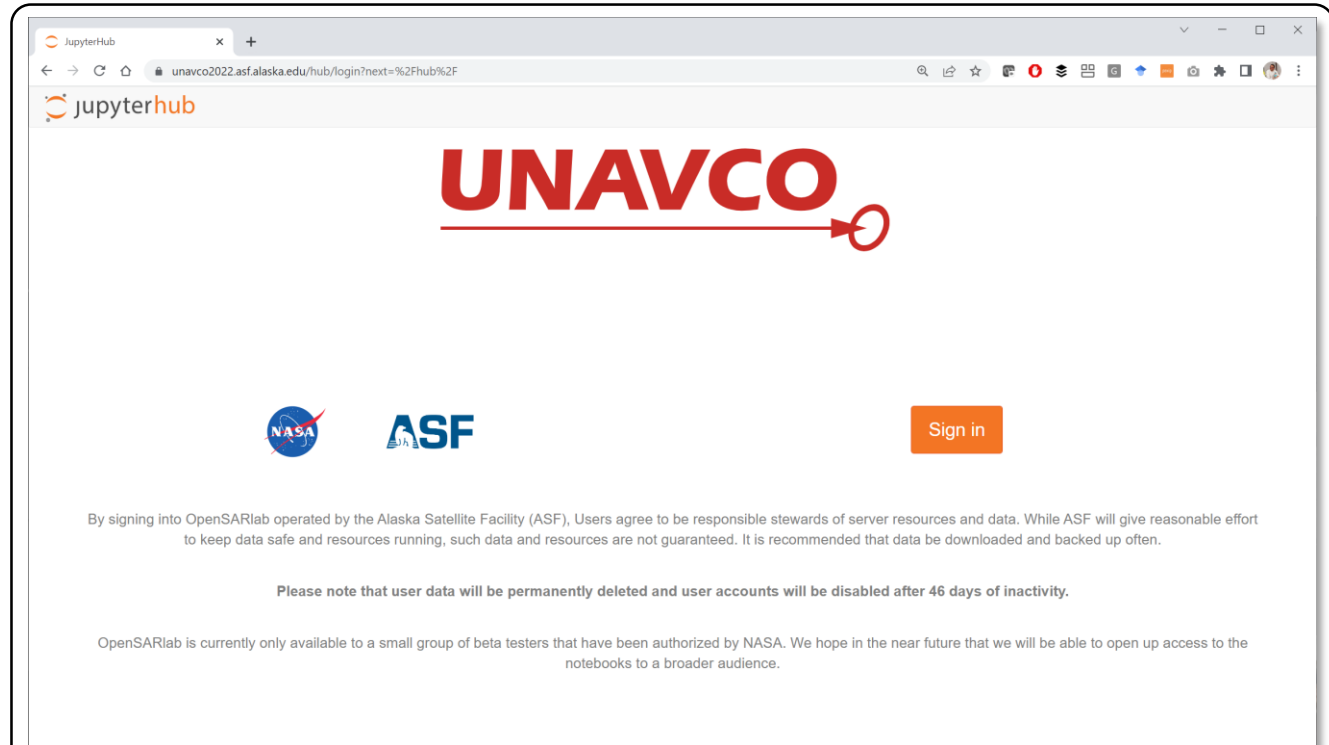 JupyterHub
unavco2022.asf.alaska.edu/hub/login?next=%2Fhub%2F
jupyterhub
UNAVCO
NASA
ASF
Sign in
By signing into OpenSARlab operated by the Alaska Satellite Facility (ASF), Users agree to be responsible stewards of server resources and data. While ASF will give reasonable effort
to keep data safe and resources running, such data and resources are not guaranteed. It is recommended that data be downloaded and backed up often.
Please note that user data will be permanently deleted and user accounts will be disabled after 46 days of inactivity.
OpenSARlab is currently only available to a small group of beta testers that have been authorized by NASA. We hope in the near future that we will be able to open up access to the
notebooks to a broader audience.